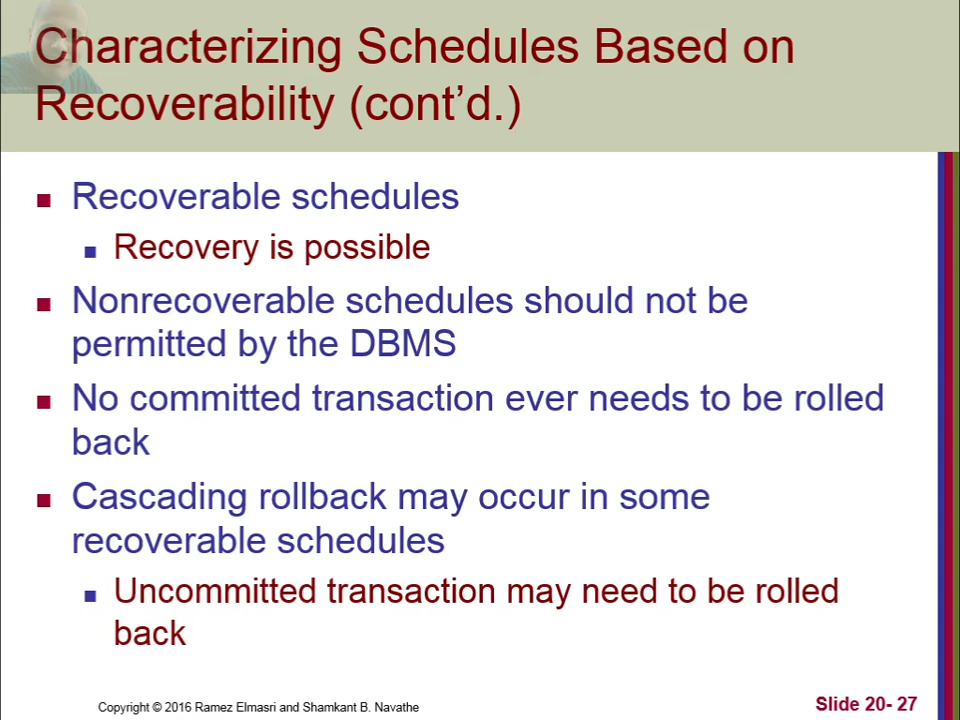 Characterizing Schedules Based on
Recoverability (cont’d.)
Recoverable schedules
Recovery is possible
Nonrecoverable schedules should not be
permitted by the DBMS
No committed transaction ever needs to be rolled
back
Cascading rollback may occur in some
recoverable schedules
Uncommitted transaction may need to be rolled
back
Copyright © 2016 Ramez Elmasri and Shamkant B. Navathe
Slide 20- 27